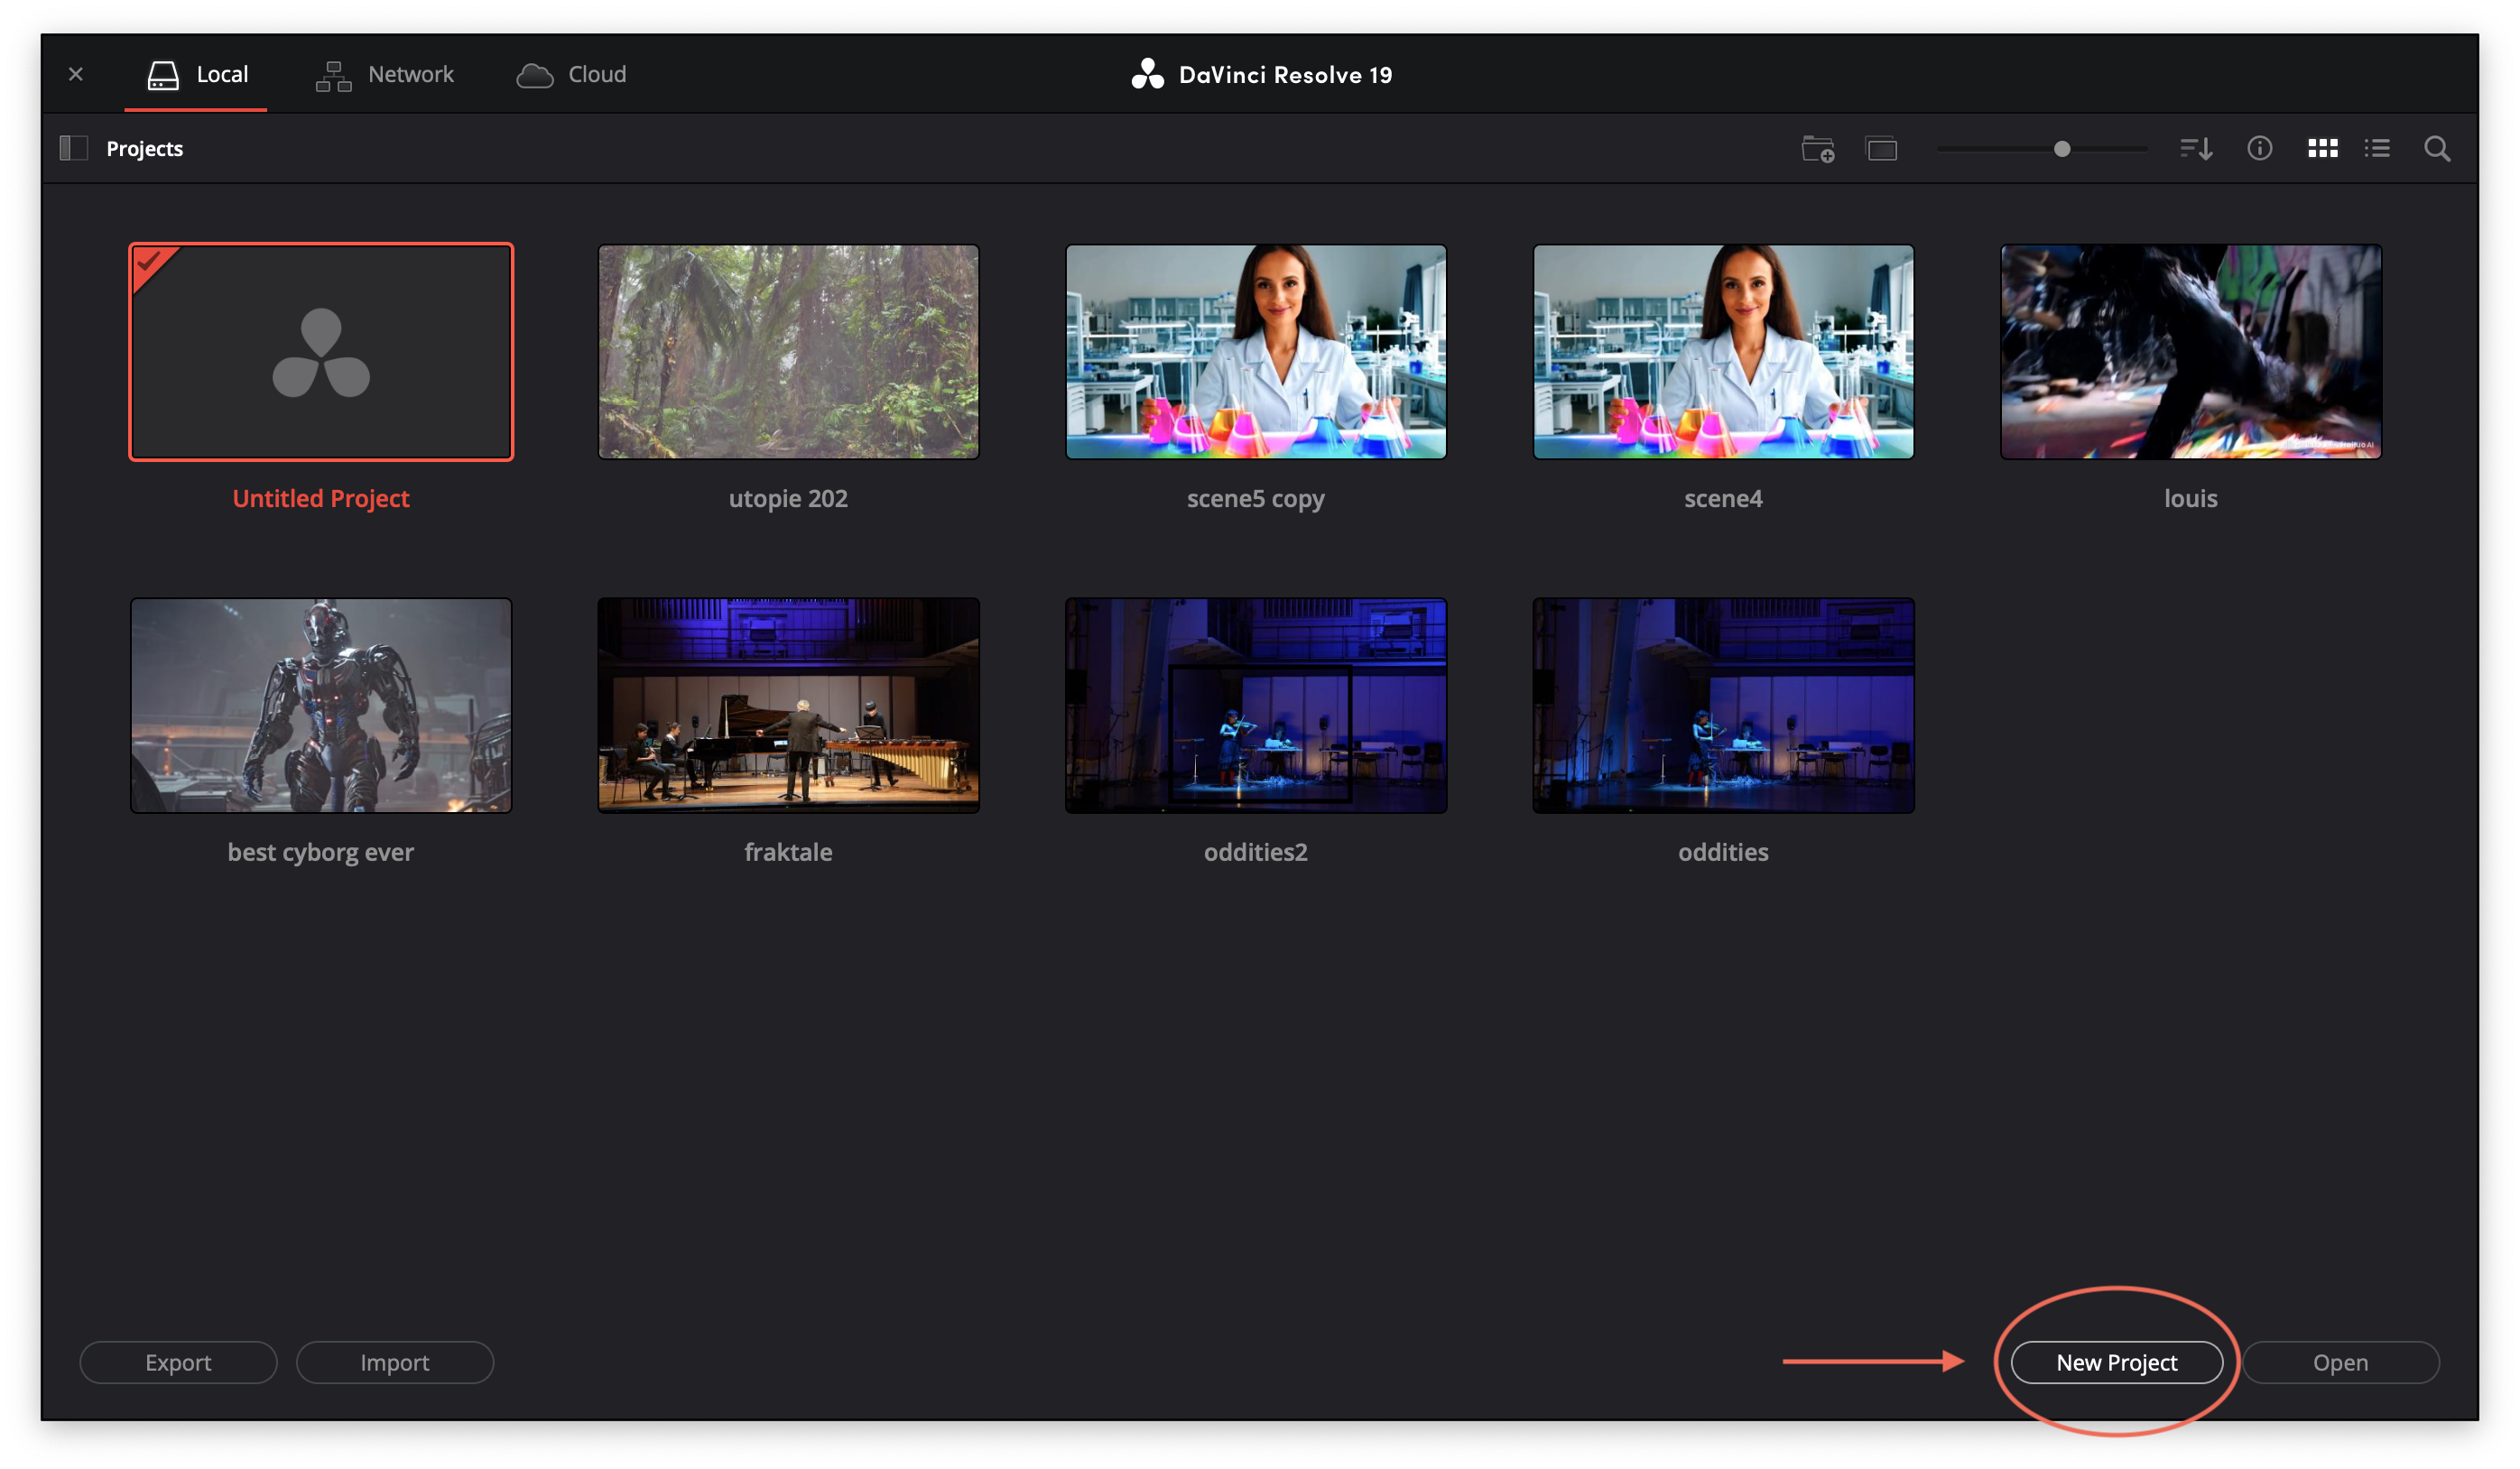 Local Network Cloud DaVinci Resolve 19
Projects
Untitled Project utopie 202 scene5 copy scene4 louis
best cyborg ever fraktale oddities2 oddities
Export Import New Project Open